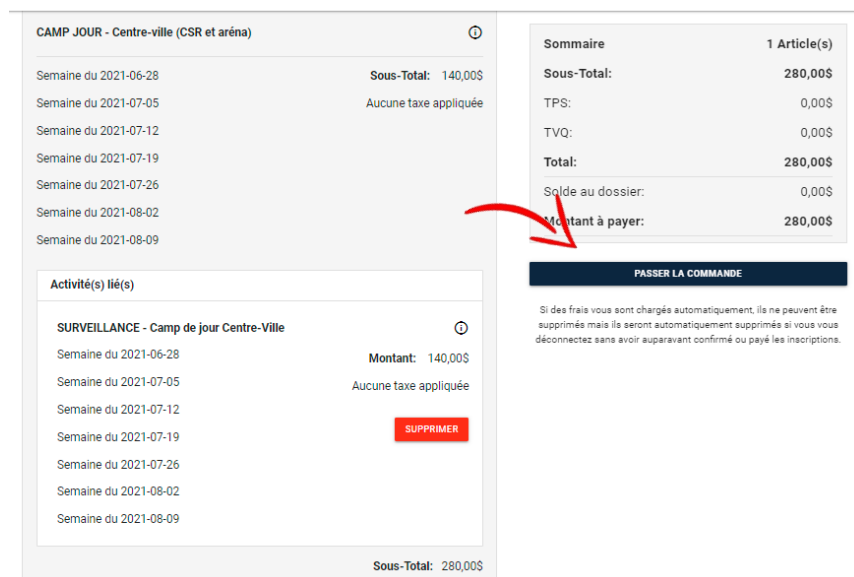 CAMP JOUR - Centre-ville (CSR et aréna)
Semaine du 2021-06-28 Sous-Total: 140,00$
Semaine du 2021-07-05 Aucune taxe appliquée
Semaine du 2021-07-12
Semaine du 2021-07-19
Semaine du 2021-07-26
Semaine du 2021-08-02
Semaine du 2021-08-09
Activité(s) lié(s)
SURVEILLANCE - Camp de jour Centre-Ville
Semaine du 2021-06-28 Montant: 140,00$
Semaine du 2021-07-05 Aucune taxe appliquée
Semaine du 2021-07-12
SUPPRIMER
Semaine du 2021-07-19
Semaine du 2021-07-26
Semaine du 2021-08-02
Semaine du 2021-08-09
Sous-Total: 280,00$
Sommaire 1 Article(s)
Sous-Total: 280,00$
TPS: 0,00$
TVQ: 0,00$
Total: 280,00$
Solde au dossier: 0,00$
Montant à payer: 280,00$
PASSER LA COMMANDE
Si des frais vous sont chargés automatiquement, ils ne peuvent être
supprimés mais ils seront automatiquement supprimés si vous vous
déconnectez sans avoir auparavant confirmé ou payé les inscriptions.